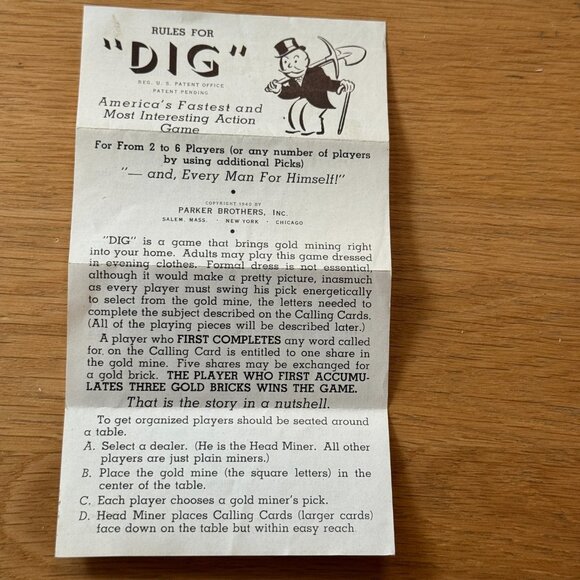 RULES FOR
"DIG"
REG. U. S. PATENT OFFICE
PATENT PENDING
America's Fastest and
Most Interesting Action
Game
For From 2 to 6 Players (or any number of players
by using additional Picks)
"— and, Every Man For Himself!"
•
COPYRIGHT 1940 BY
PARKER BROTHERS, Inc.
SALEM, MASS. · NEW YORK · CHICAGO
•
"DIG" is a game that brings gold mining right
into your home. Adults may play this game dressed
in evening clothes. Formal dress is not essential,
although it would make a pretty picture, inasmuch
as every player must swing his pick energetically
to select from the gold mine, the letters needed to
complete the subject described on the Calling Cards.
(All of the playing pieces will be described later.)
A player who FIRST COMPLETES any word called
for on the Calling Card is entitled to one share in
the gold mine. Five shares may be exchanged for
a gold brick. THE PLAYER WHO FIRST ACCUMU-
LATES THREE GOLD BRICKS WINS THE GAME.
That is the story in a nutshell.
To get organized players should be seated around
a table.
A. Select a dealer. (He is the Head Miner. All other
players are just plain miners.)
B. Place the gold mine (the square letters) in the
center of the table.
C. Each player chooses a gold miner's pick.
D. Head Miner places Calling Cards (larger cards)
face down on the table but within easy reach